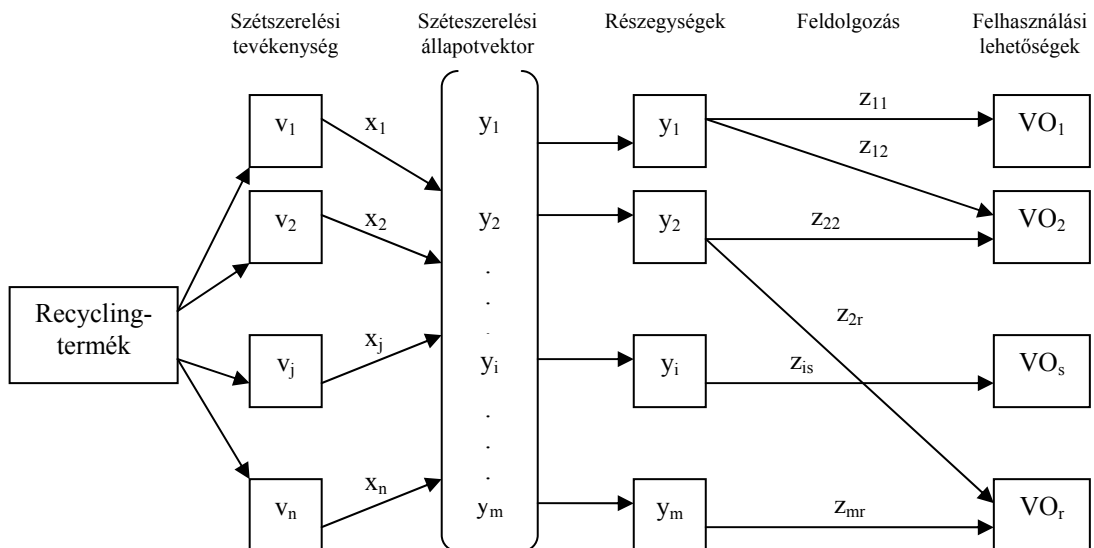 Szétszerelési
tevékenység
Széteszerelési
állapotvektor
Részegységek
Feldolgozás
Felhasználási
lehetőségek
Recycling-
termék
v₁
v₂
vⱼ
vₙ
x₁
x₂
xⱼ
xₙ
y₁
y₂
.
.
.
yᵢ
.
.
.
yₘ
y₁
y₂
yᵢ
yₘ
z₁₁
z₁₂
z₂₂
z₂ᵣ
zᵢₛ
zₘᵣ
VO₁
VO₂
VOₛ
VOᵣ